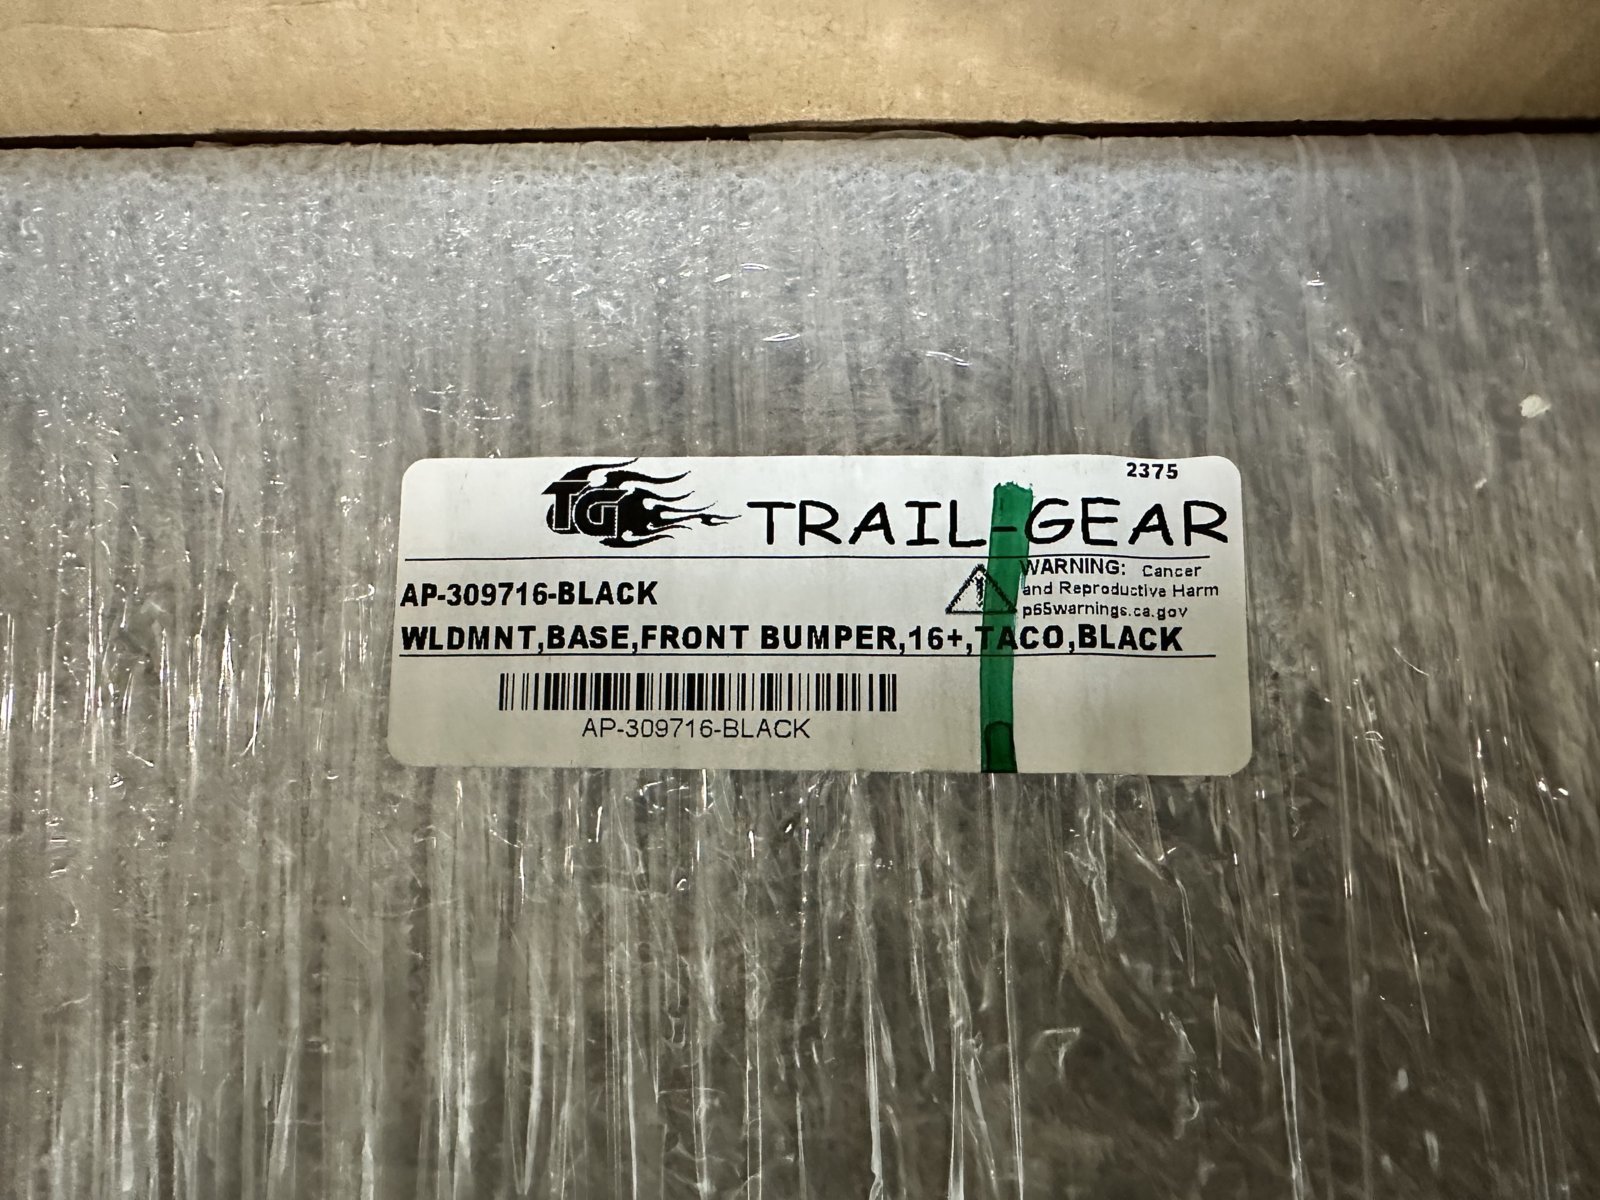 2375
TG TRAIL-GEAR
AP-309716-BLACK
WARNING: Cancer
and Reproductive Harm
p65warnings.ca.gov
WLDMNT,BASE,FRONT BUMPER,16+,TACO,BLACK
AP-309716-BLACK